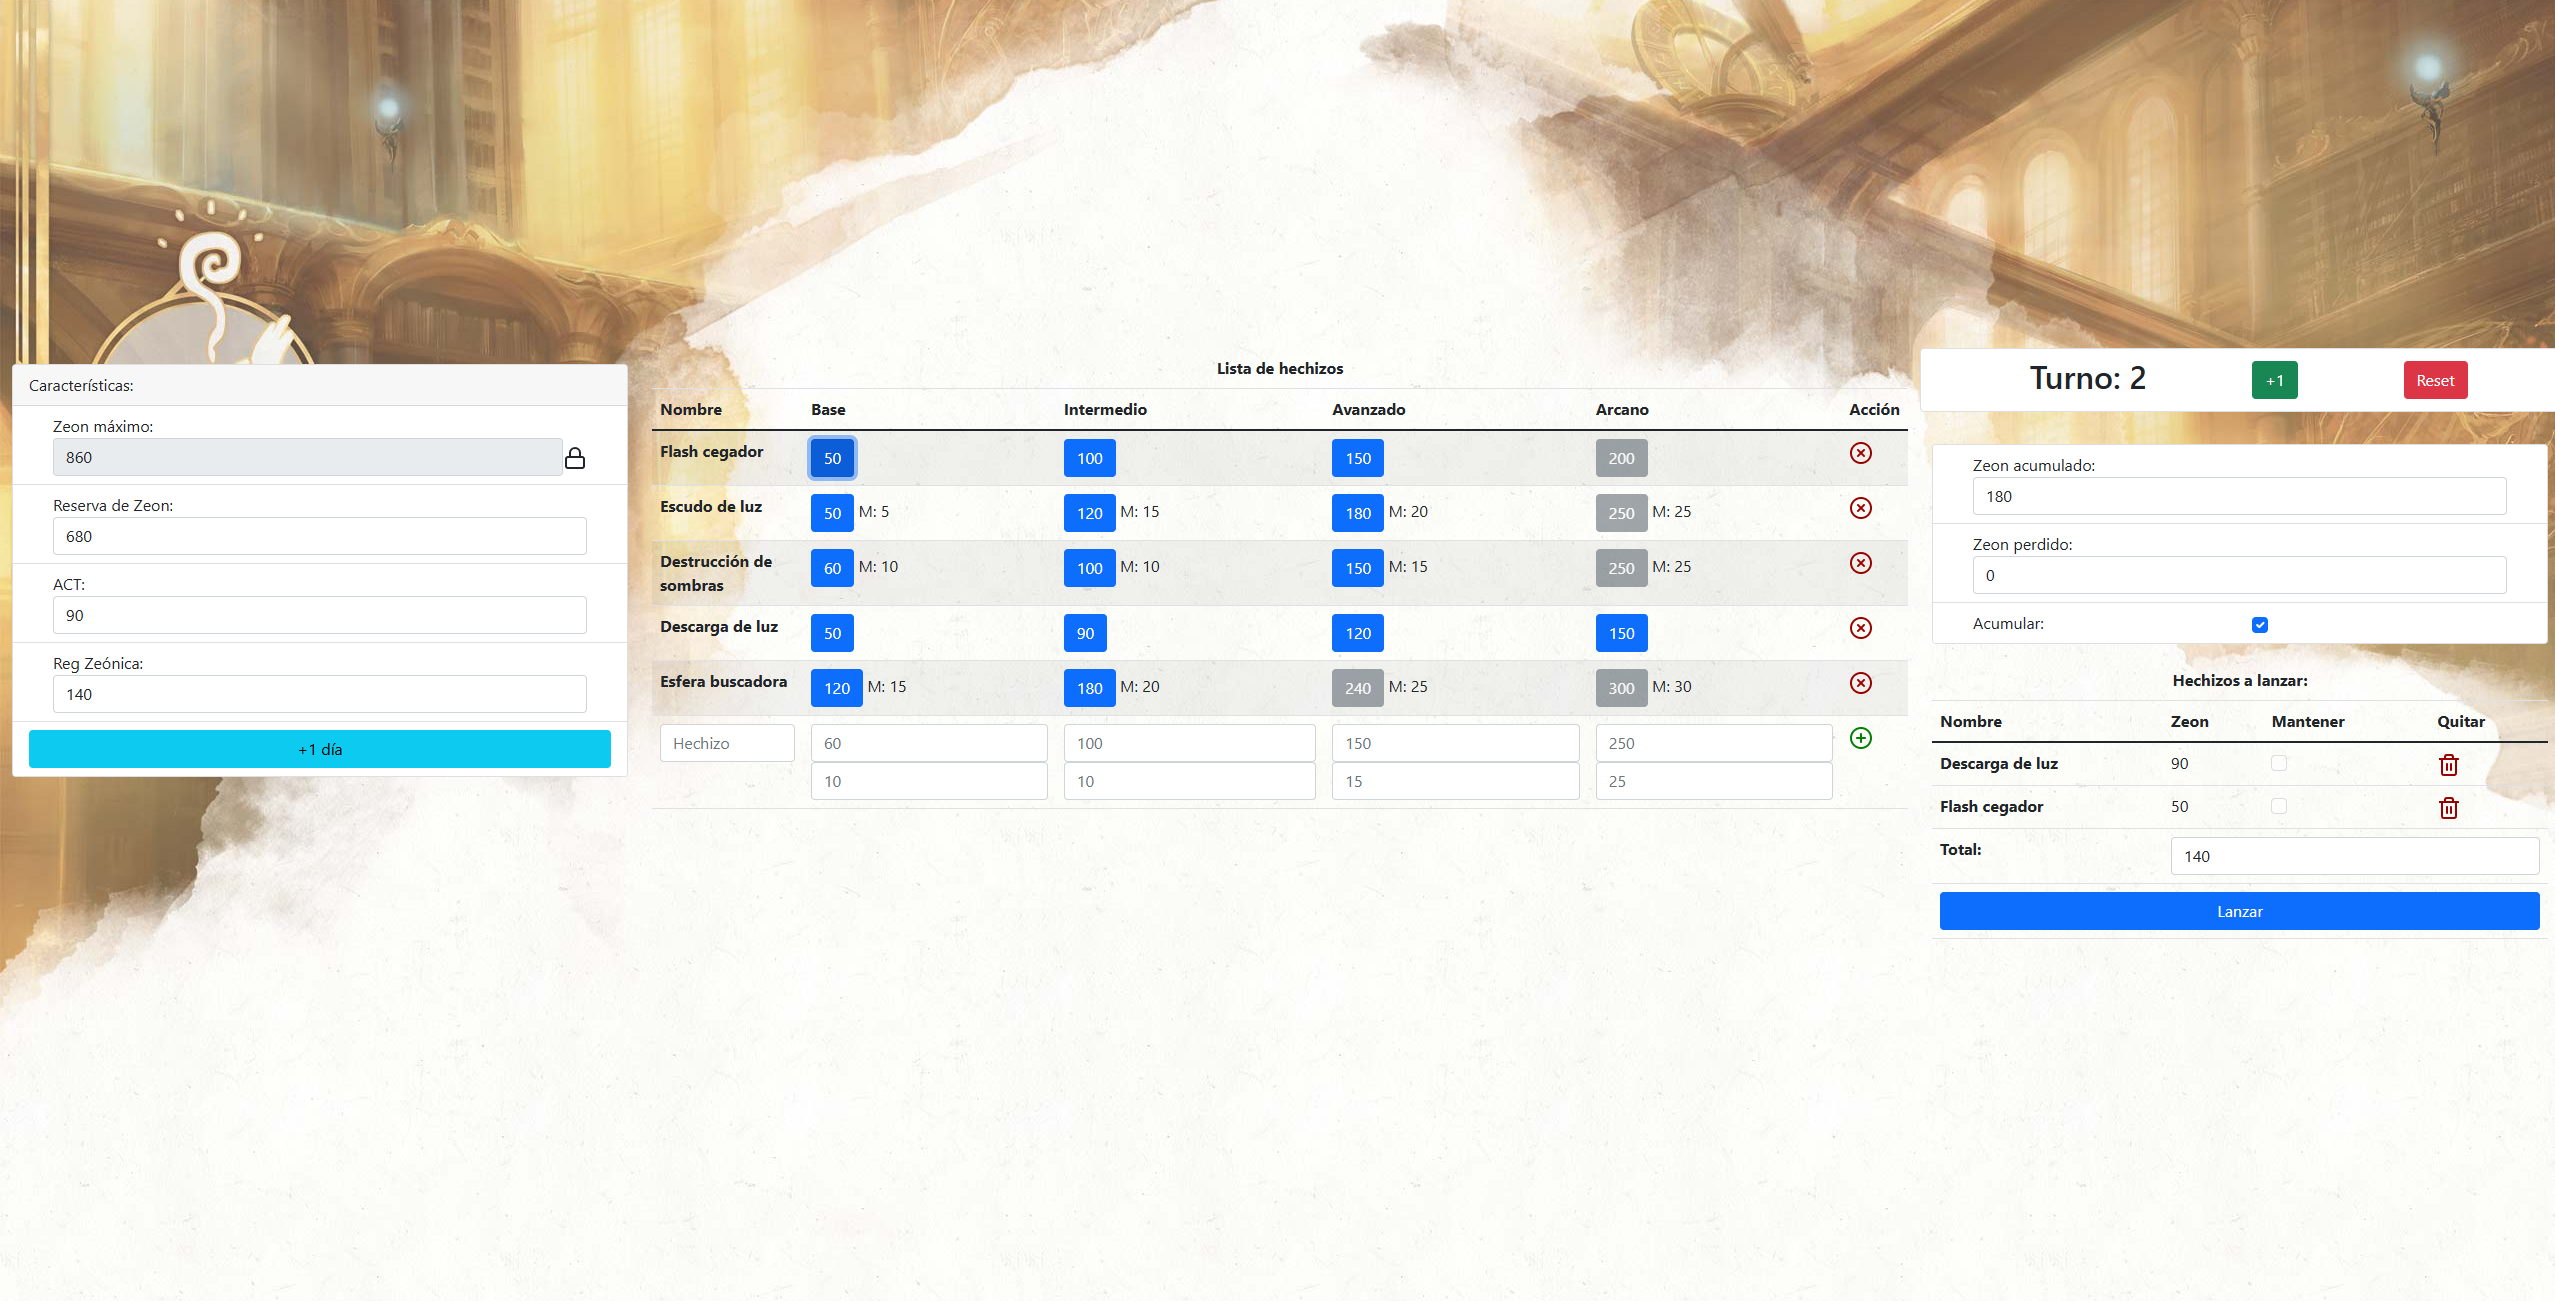 Características:
Zeon máximo:
860
Reserva de Zeon:
680
ACT:
90
Reg Zeónica:
140
+1 día
Lista de hechizos
Nombre Base Intermedio Avanzado Arcano Acción
Flash cegador 50 100 150 200
Escudo de luz 50 M: 5 120 M: 15 180 M: 20 250 M: 25
Destrucción de sombras 60 M: 10 100 M: 10 150 M: 15 250 M: 25
Descarga de luz 50 90 120 150
Esfera buscadora 120 M: 15 180 M: 20 240 M: 25 300 M: 30
Hechizo 60 100 150 250
10 10 15 25
Turno: 2 +1 Reset
Zeon acumulado:
180
Zeon perdido:
0
Acumular:
Hechizos a lanzar:
Nombre Zeon Mantener Quitar
Descarga de luz 90
Flash cegador 50
Total: 140
Lanzar